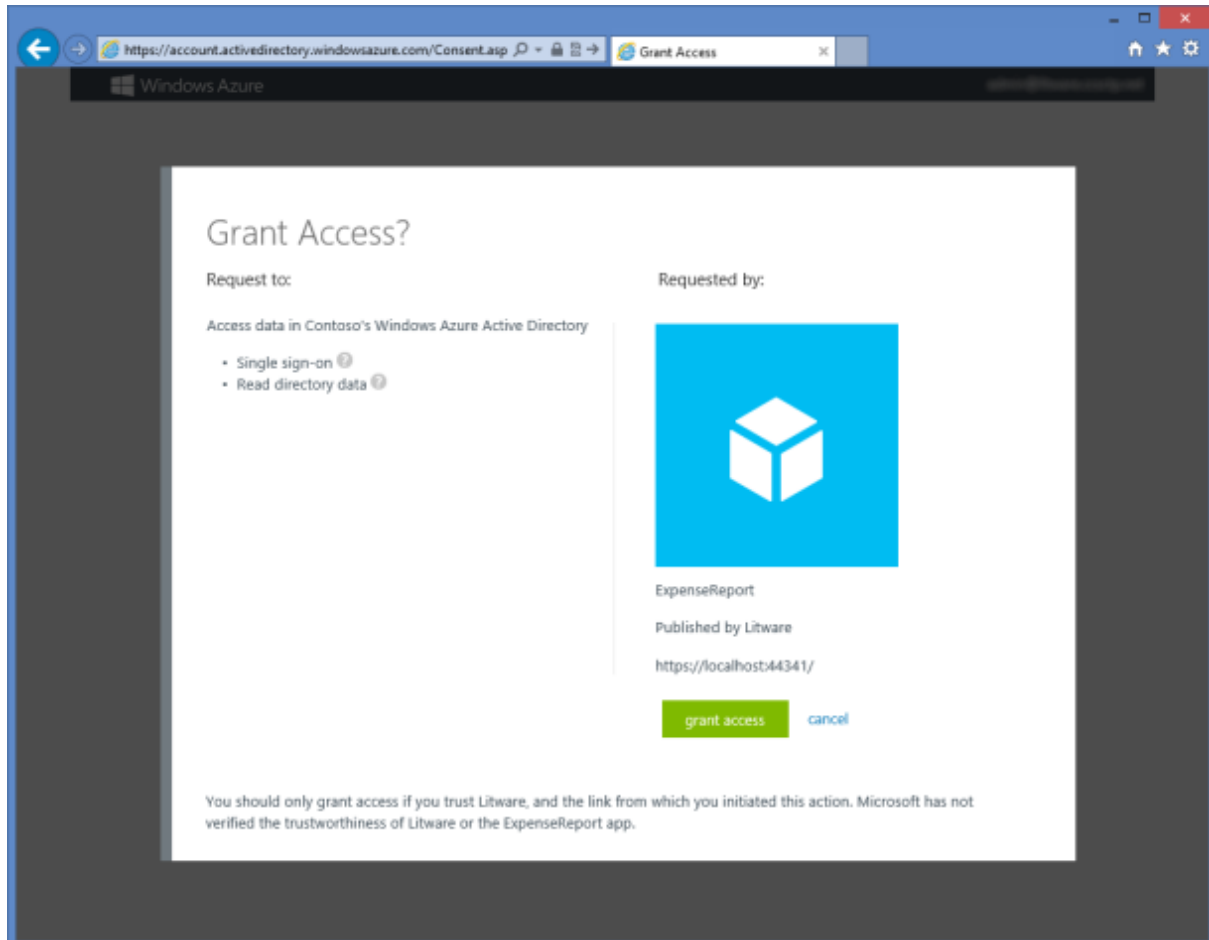 https://account.activedirectory.windowsazure.com/Consent.asp
Grant Access
Windows Azure
Grant Access?
Request to:
Access data in Contoso's Windows Azure Active Directory
• Single sign-on ?
• Read directory data ?
Requested by:
ExpenseReport
Published by Litware
https://localhost:44341/
grant access
cancel
You should only grant access if you trust Litware, and the link from which you initiated this action. Microsoft has not
verified the trustworthiness of Litware or the ExpenseReport app.